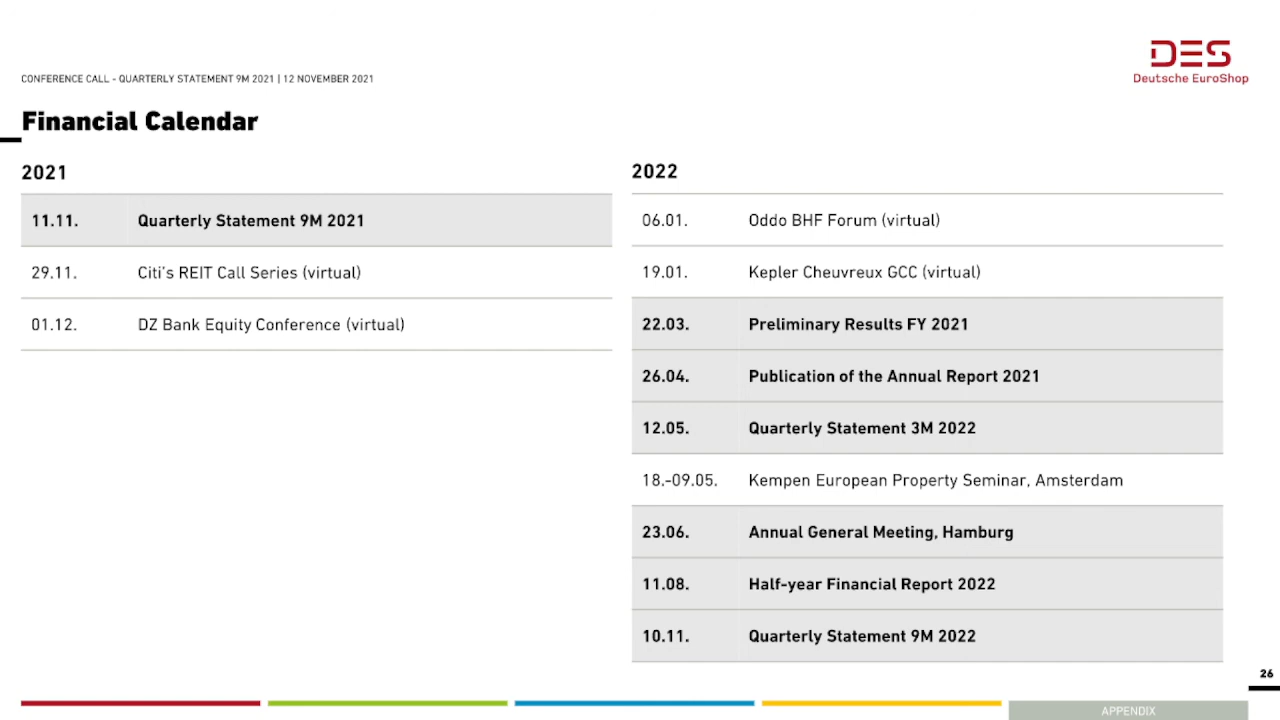 DES
Deutsche EuroShop
CONFERENCE CALL - QUARTERLY STATEMENT 9M 2021 | 12 NOVEMBER 2021
Financial Calendar
2021
11.11. Quarterly Statement 9M 2021
29.11. Citi's REIT Call Series (virtual)
01.12. DZ Bank Equity Conference (virtual)
2022
06.01. Oddo BHF Forum (virtual)
19.01. Kepler Cheuvreux GCC (virtual)
22.03. Preliminary Results FY 2021
26.04. Publication of the Annual Report 2021
12.05. Quarterly Statement 3M 2022
18.-09.05. Kempen European Property Seminar, Amsterdam
23.06. Annual General Meeting, Hamburg
11.08. Half-year Financial Report 2022
10.11. Quarterly Statement 9M 2022
26
APPENDIX